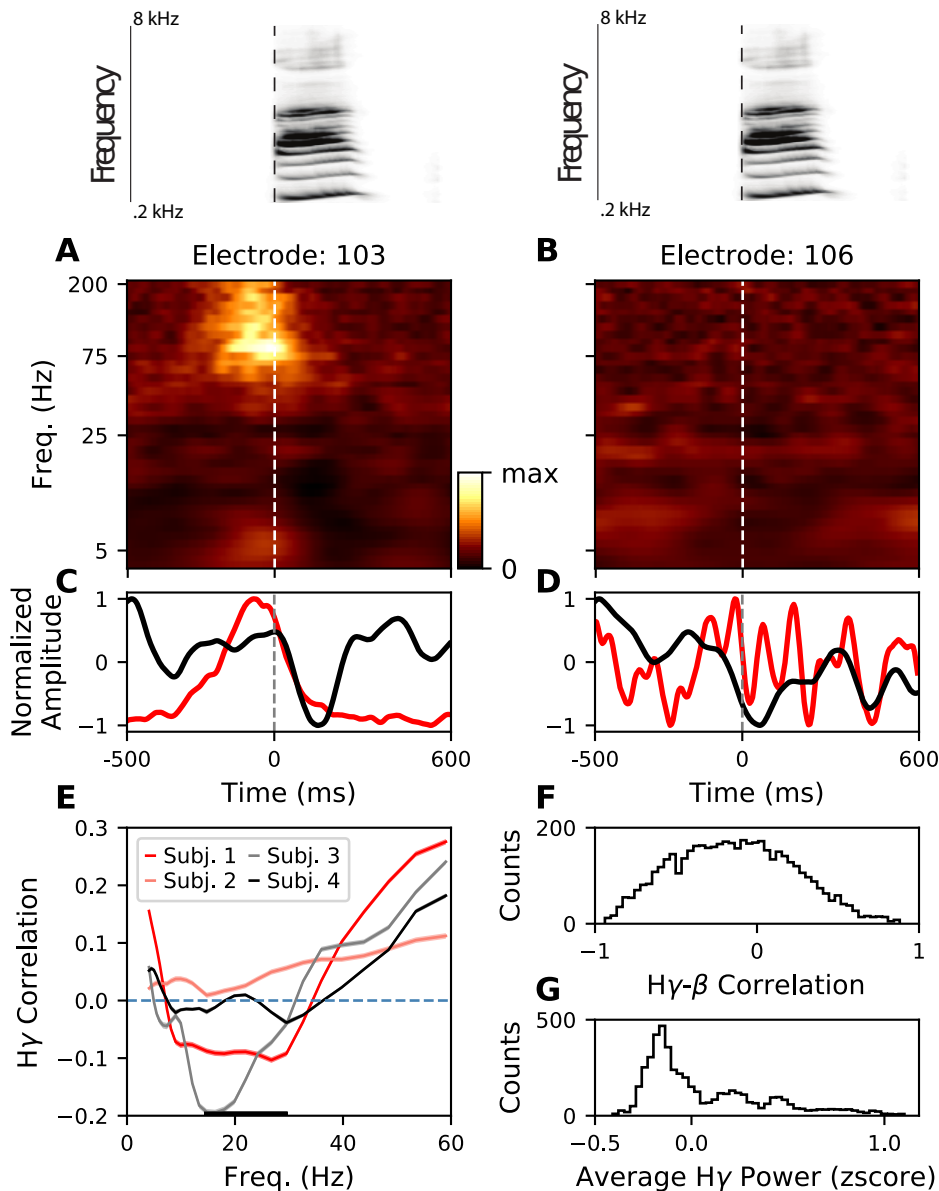 8 kHz
Frequency
.2 kHz
8 kHz
Frequency
.2 kHz
A
Electrode: 103
B
Electrode: 106
200
75
25
5
Freq. (Hz)
max
0
C
D
1
0
−1
Normalized
Amplitude
-500 0 600
Time (ms)
1
0
−1
-500 0 600
Time (ms)
E
0.3
0.2
0.1
0.0
−0.1
−0.2
Hγ Correlation
Subj. 1
Subj. 2
Subj. 3
Subj. 4
0 20 40 60
Freq. (Hz)
F
200
0
Counts
−1 0 1
Hγ-β Correlation
G
500
0
Counts
−0.5 0.0 1.0
Average Hγ Power (zscore)